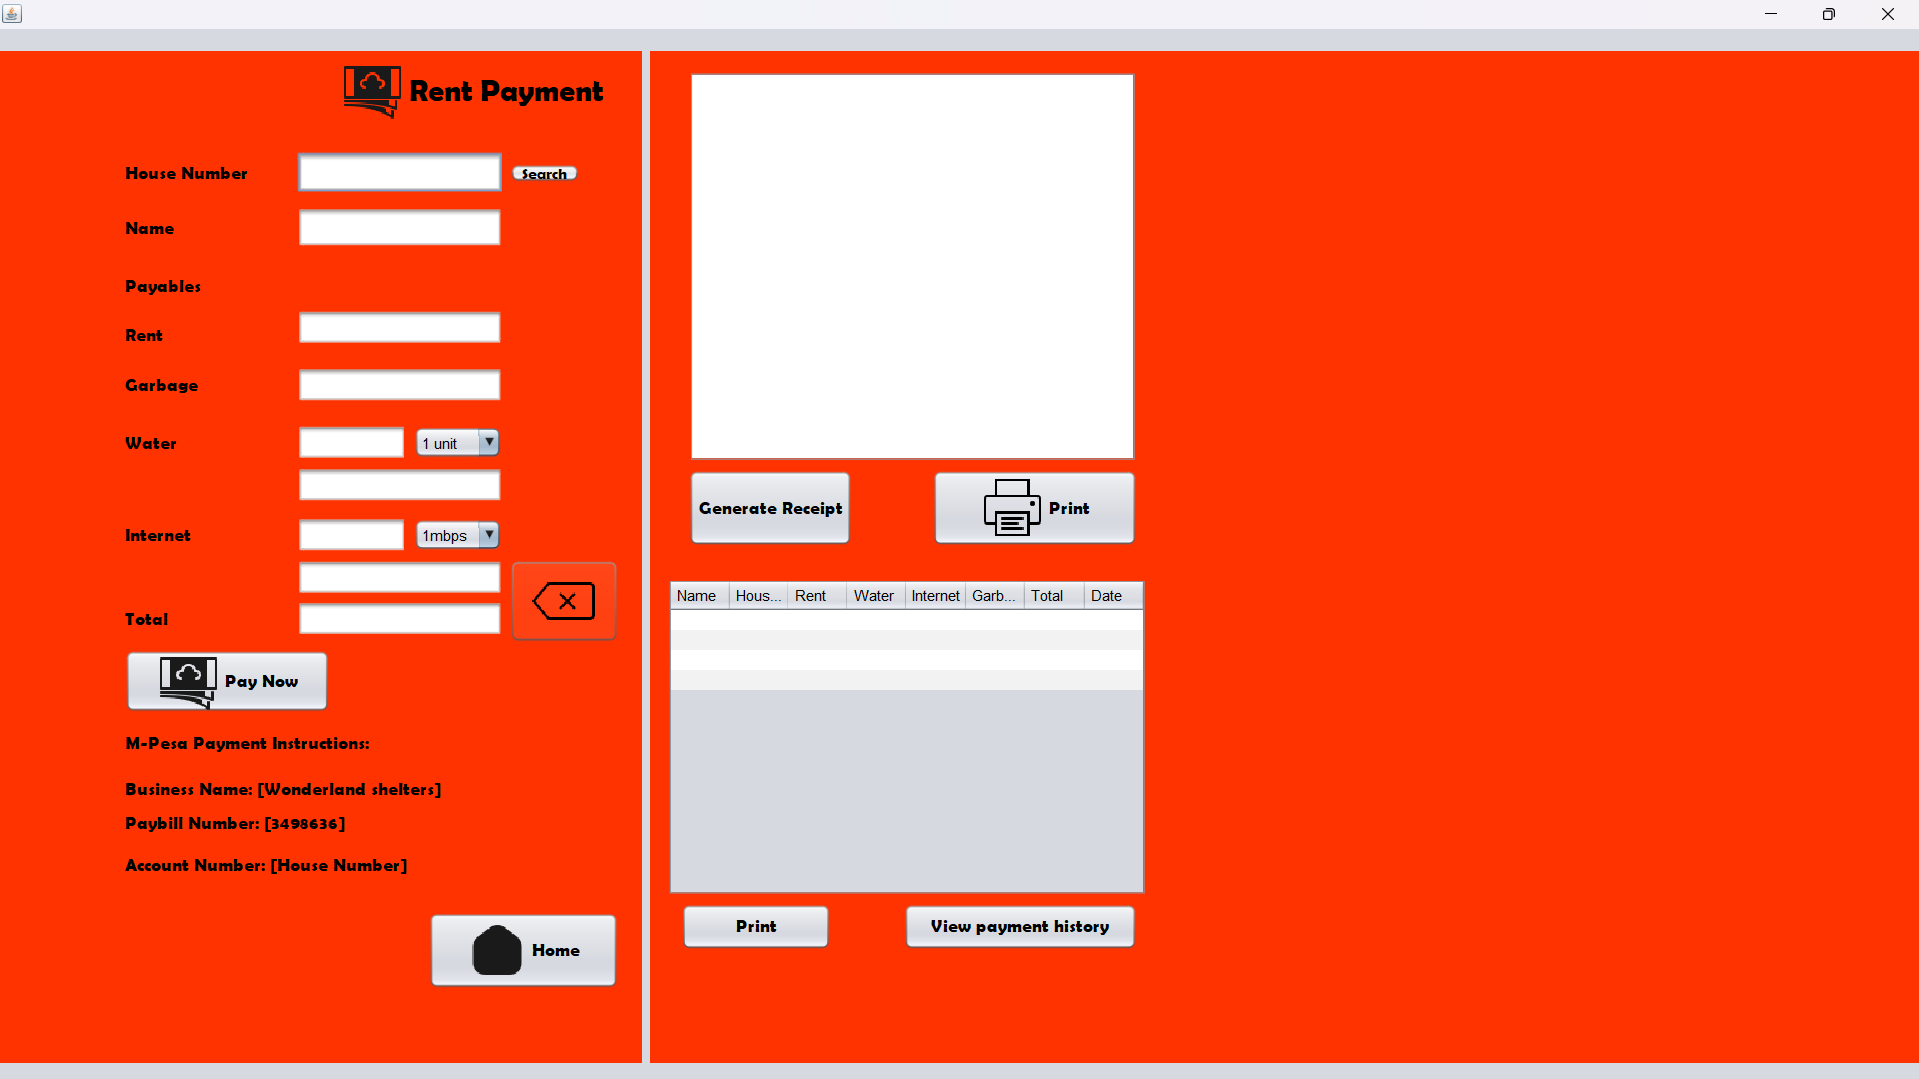 Rent Payment
House Number
Search
Name
Payables
Rent
Garbage
Water
1 unit
Internet
1mbps
Total
Pay Now
M-Pesa Payment Instructions:
Business Name: [Wonderland shelters]
Paybill Number: [3498636]
Account Number: [House Number]
Home
Generate Receipt
Print
Name Hous... Rent Water Internet Garb... Total Date
Print
View payment history